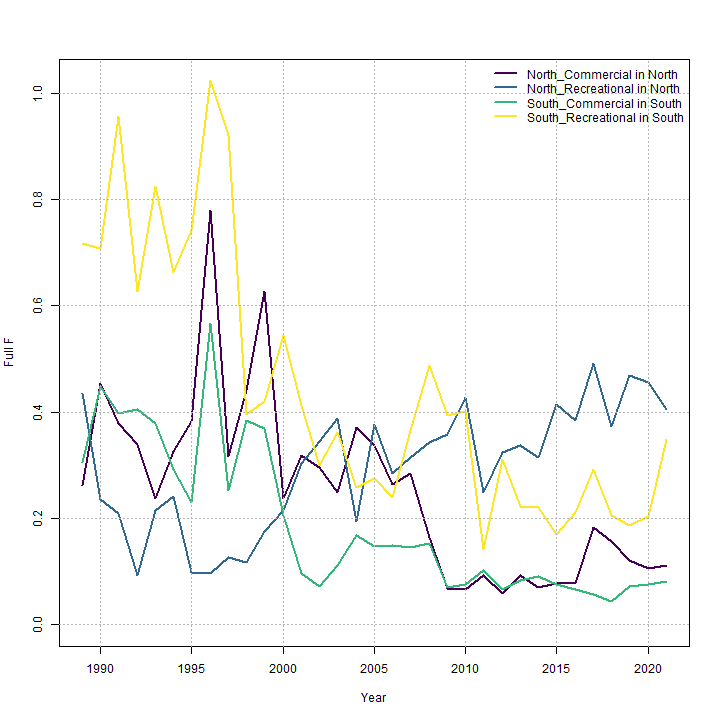 North_Commercial in North
North_Recreational in North
South_Commercial in South
South_Recreational in South
1.0
0.8
0.6
0.4
0.2
0.0
Full F
1990 1995 2000 2005 2010 2015 2020
Year